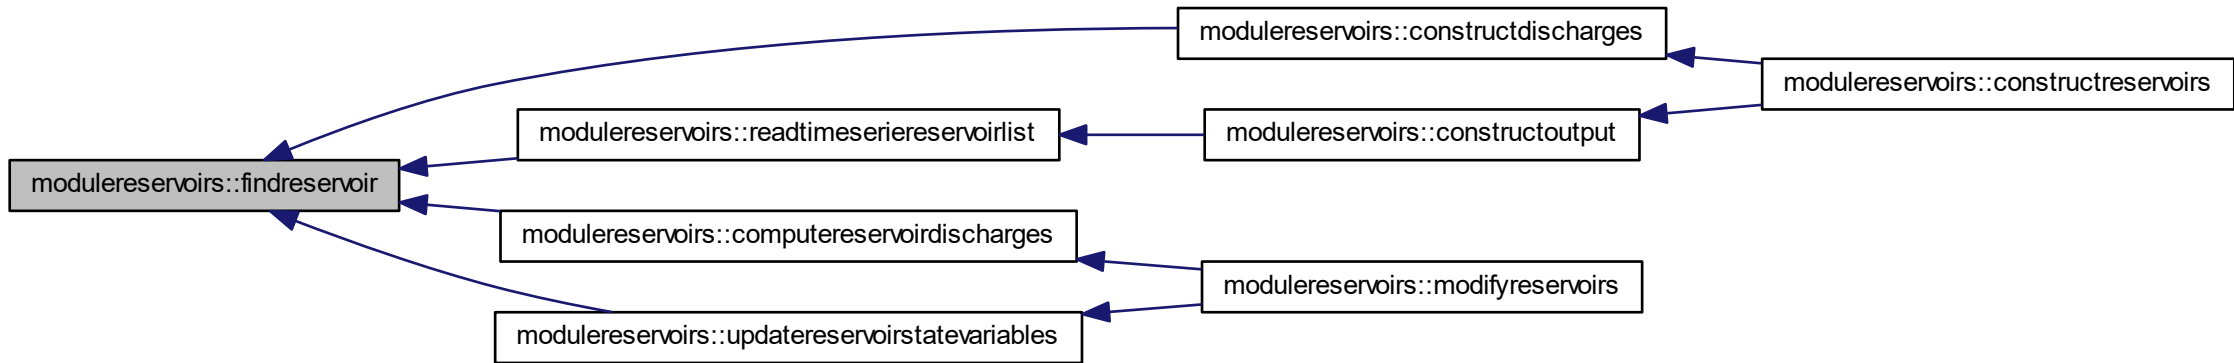 modulereservoirs::constructdischarges
modulereservoirs::constructreservoirs
modulereservoirs::readtimeseriereservoirlist
modulereservoirs::constructoutput
modulereservoirs::findreservoir
modulereservoirs::computereservoirdischarges
modulereservoirs::modifyreservoirs
modulereservoirs::updatereservoirstatevariables